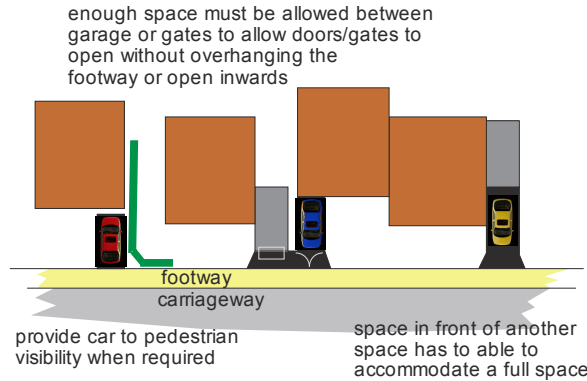 enough space must be allowed between
garage or gates to allow doors/gates to
open without overhanging the
footway or open inwards
footway
carriageway
provide car to pedestrian
visibility when required
space in front of another
space has to able to
accommodate a full space